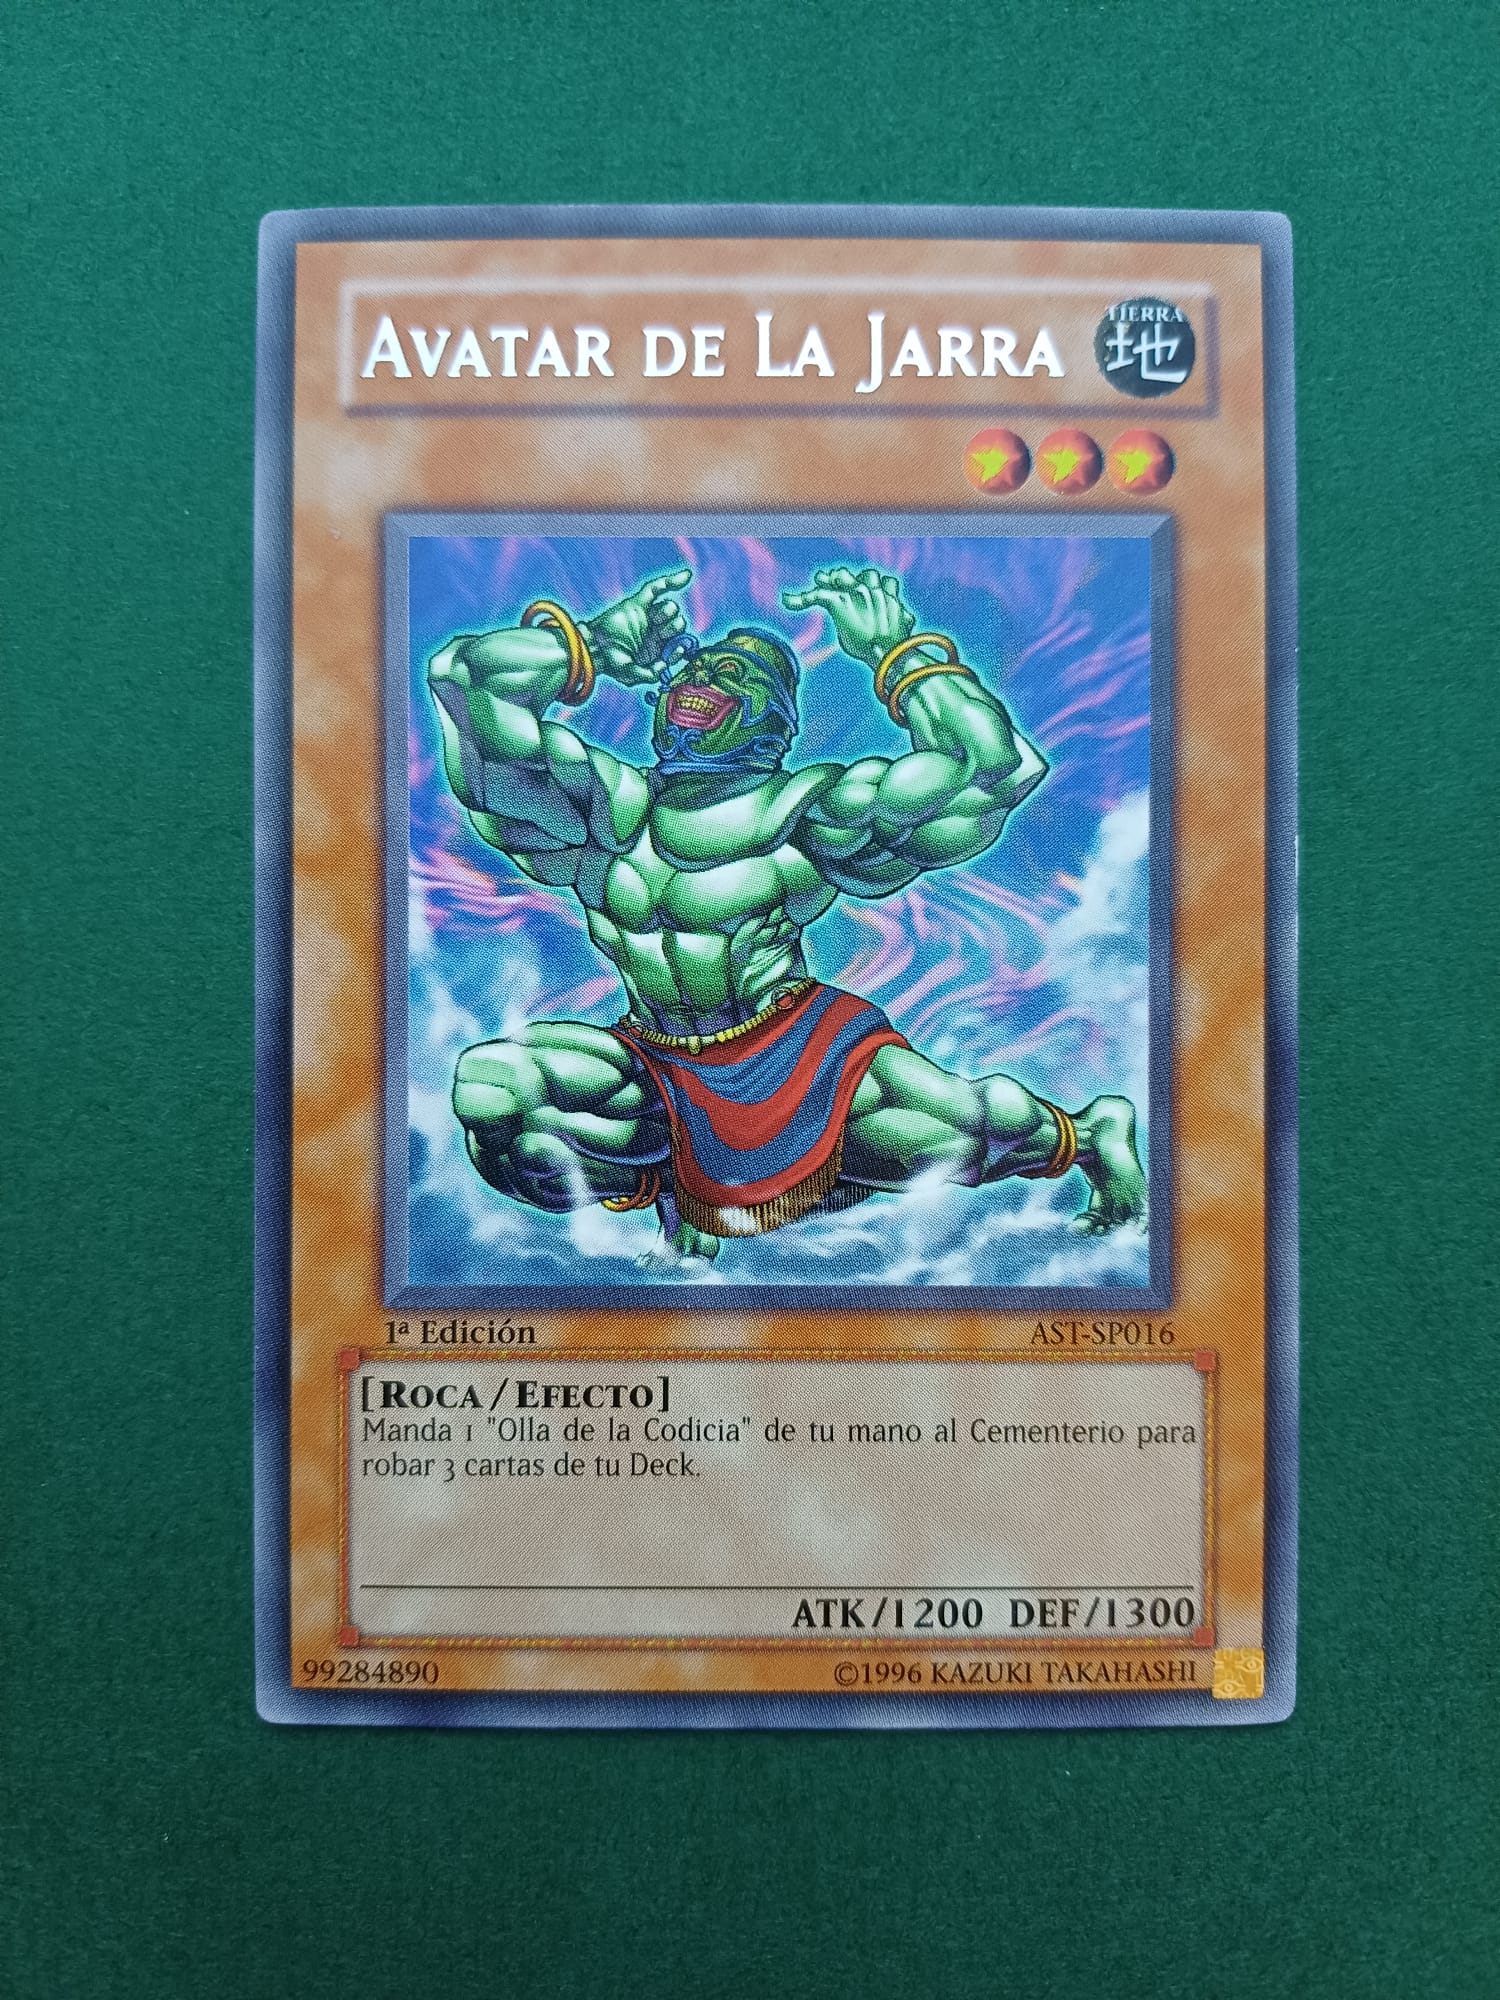 AVATAR DE LA JARRA
TIERRA
地
1ª Edición
AST-SP016
[ROCA/EFECTO]
Manda 1 "Olla de la Codicia" de tu mano al Cementerio para
robar 3 cartas de tu Deck.
ATK/1200 DEF/1300
99284890
©1996 KAZUKI TAKAHASHI